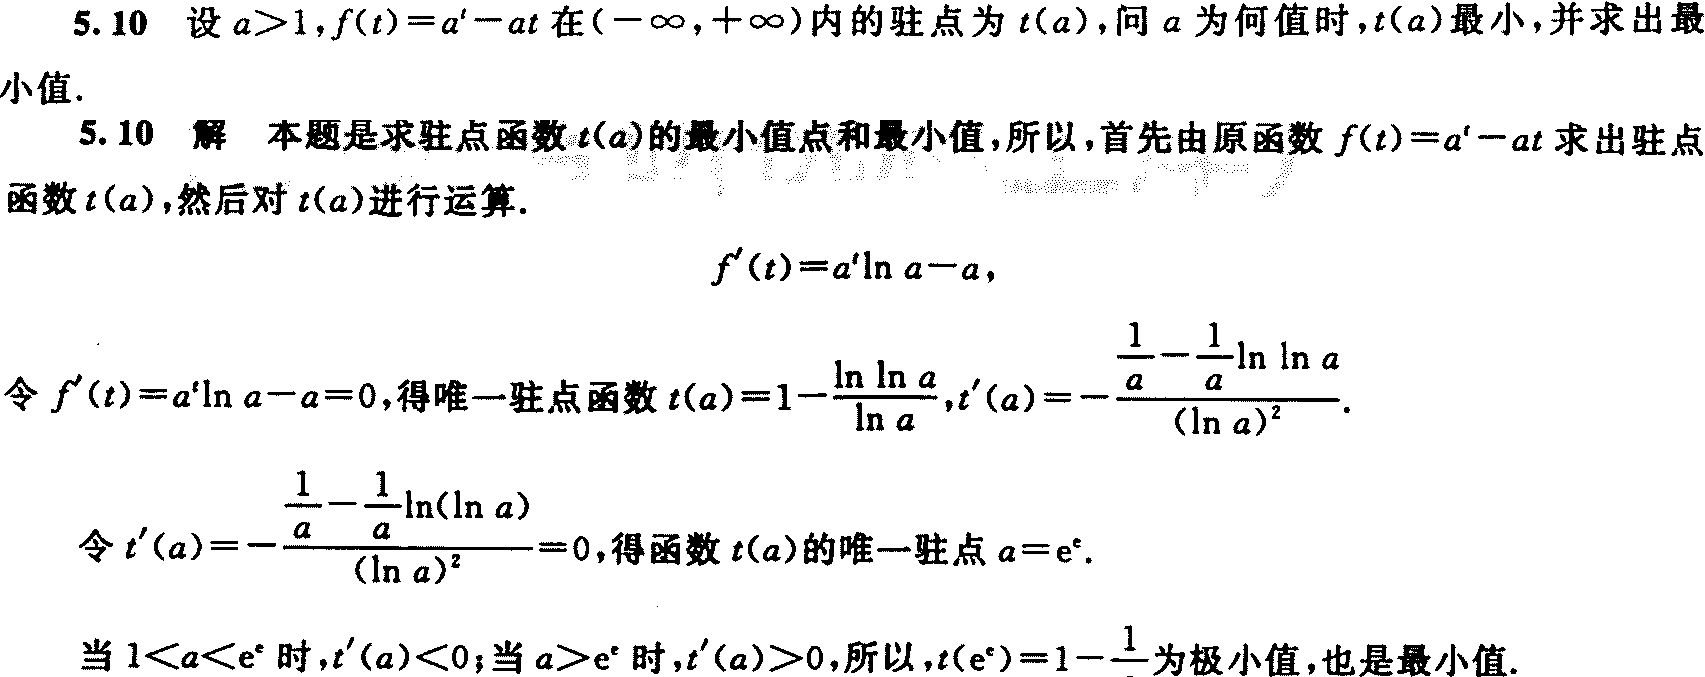 5.10 设 a>1,f(t)=a^t-at 在(-∞,+∞)内的驻点为 t(a),问 a 为何值时,t(a)最小,并求出最
小值.
5.10 解 本题是求驻点函数 t(a)的最小值点和最小值,所以,首先由原函数 f(t)=a^t-at 求出驻点
函数 t(a),然后对 t(a)进行运算.
f'(t)=a^t ln a-a,
令 f'(t)=a^t ln a-a=0,得唯一驻点函数 t(a)=1-\frac{ln ln a}{ln a},t'(a)=-\frac{\frac{1}{a}-\frac{1}{a}ln ln a}{(ln a)^2}.
令 t'(a)=-\frac{\frac{1}{a}-\frac{1}{a}ln(ln a)}{(ln a)^2}=0,得函数 t(a)的唯一驻点 a=e^e.
当 1<a<e^e 时,t'(a)<0;当 a>e^e 时,t'(a)>0,所以,t(e^e)=1-\frac{1}{}为极小值,也是最小值.